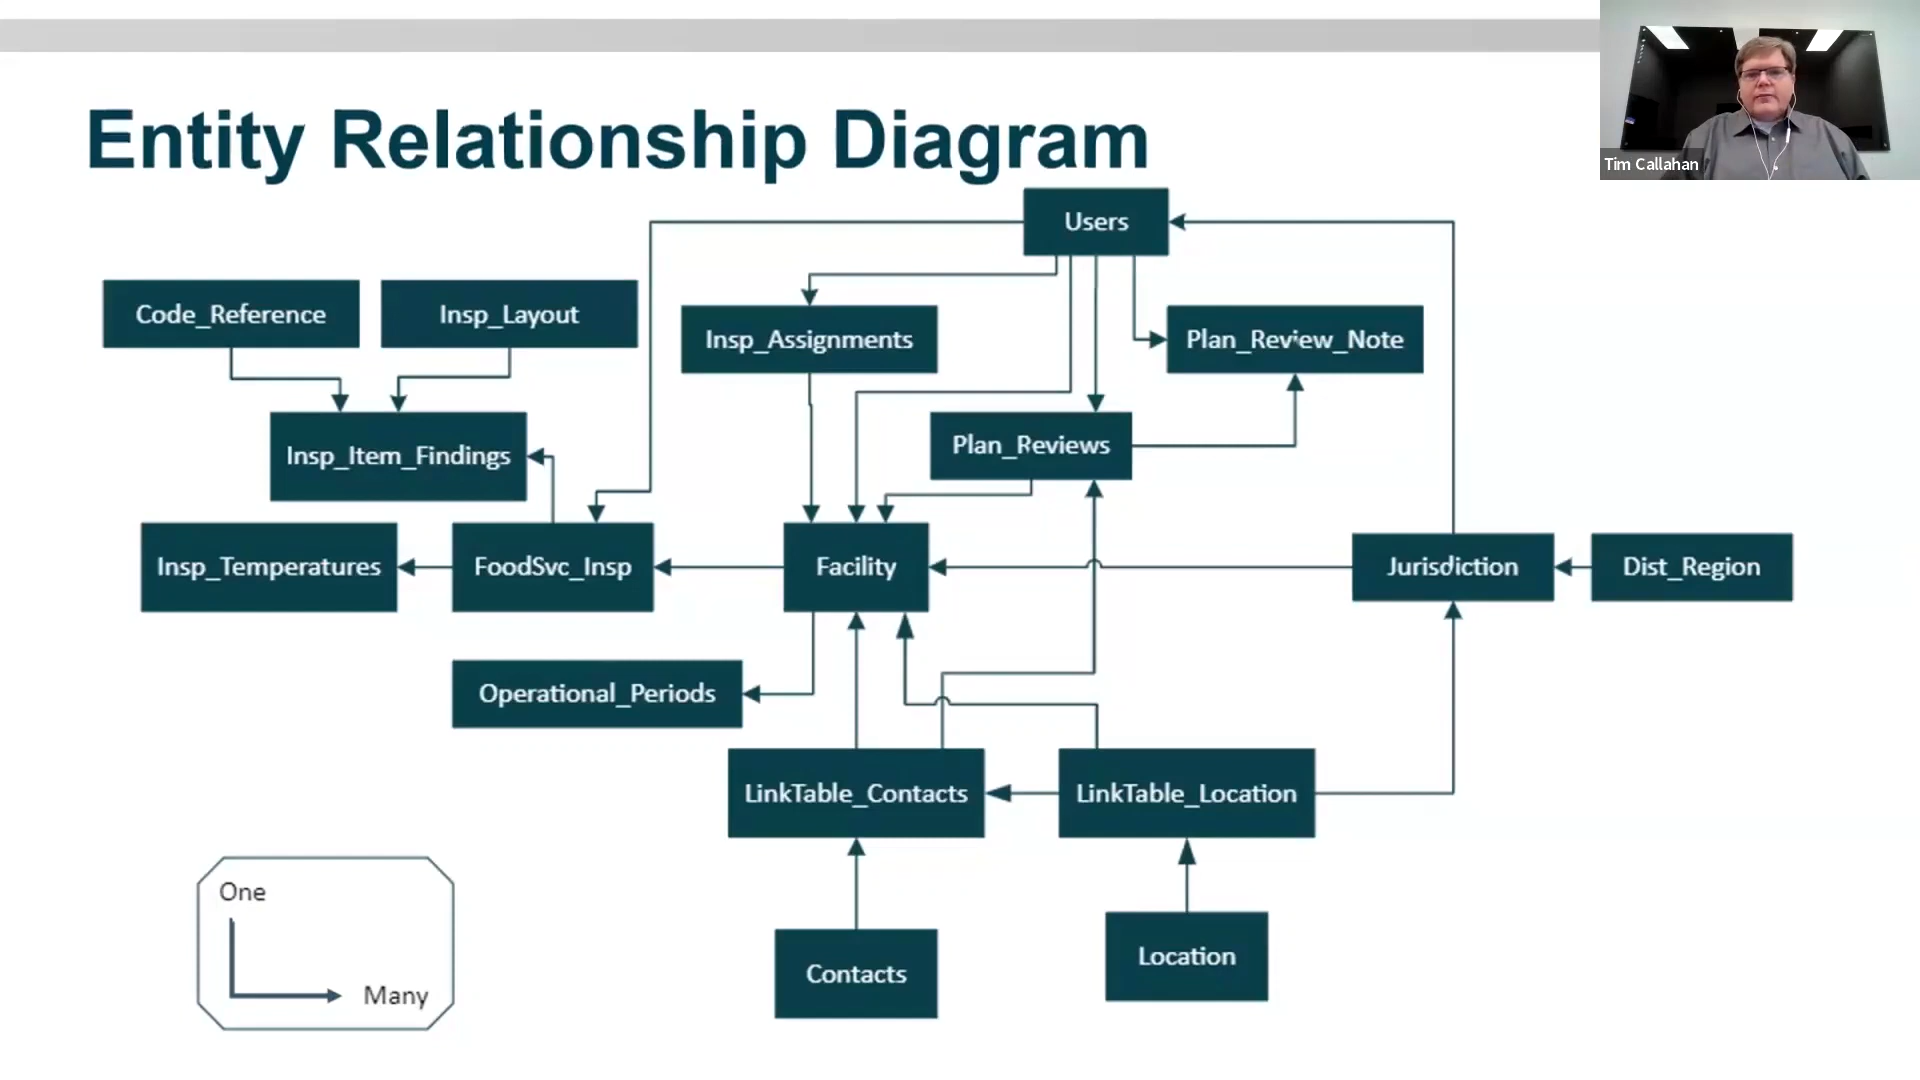 Tim Callahan
Entity Relationship Diagram
Users
Code_Reference
Insp_Layout
Insp_Assignments
Plan_Review_Note
Insp_Item_Findings
Plan_Reviews
Insp_Temperatures
FoodSvc_Insp
Facility
Jurisdiction
Dist_Region
Operational_Periods
LinkTable_Contacts
LinkTable_Location
One
Many
Contacts
Location